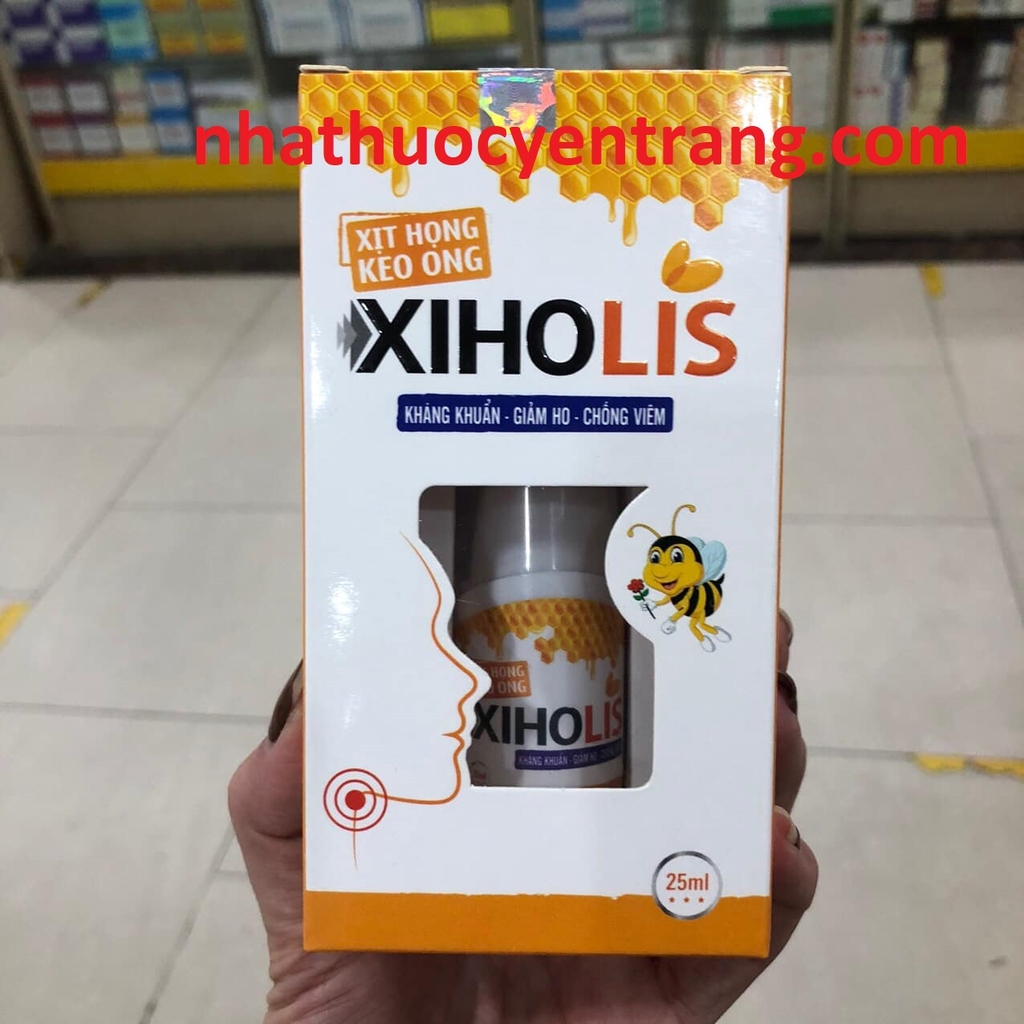 nhathuocyentrang.com
XỊT HỌNG
KEO ONG
XIHOLIS
KHÁNG KHUẨN - GIẢM HO - CHỐNG VIÊM
HỌNG
ONG
XIHOLIS
KHÁNG KHUẨN - GIẢM HO -
25ml